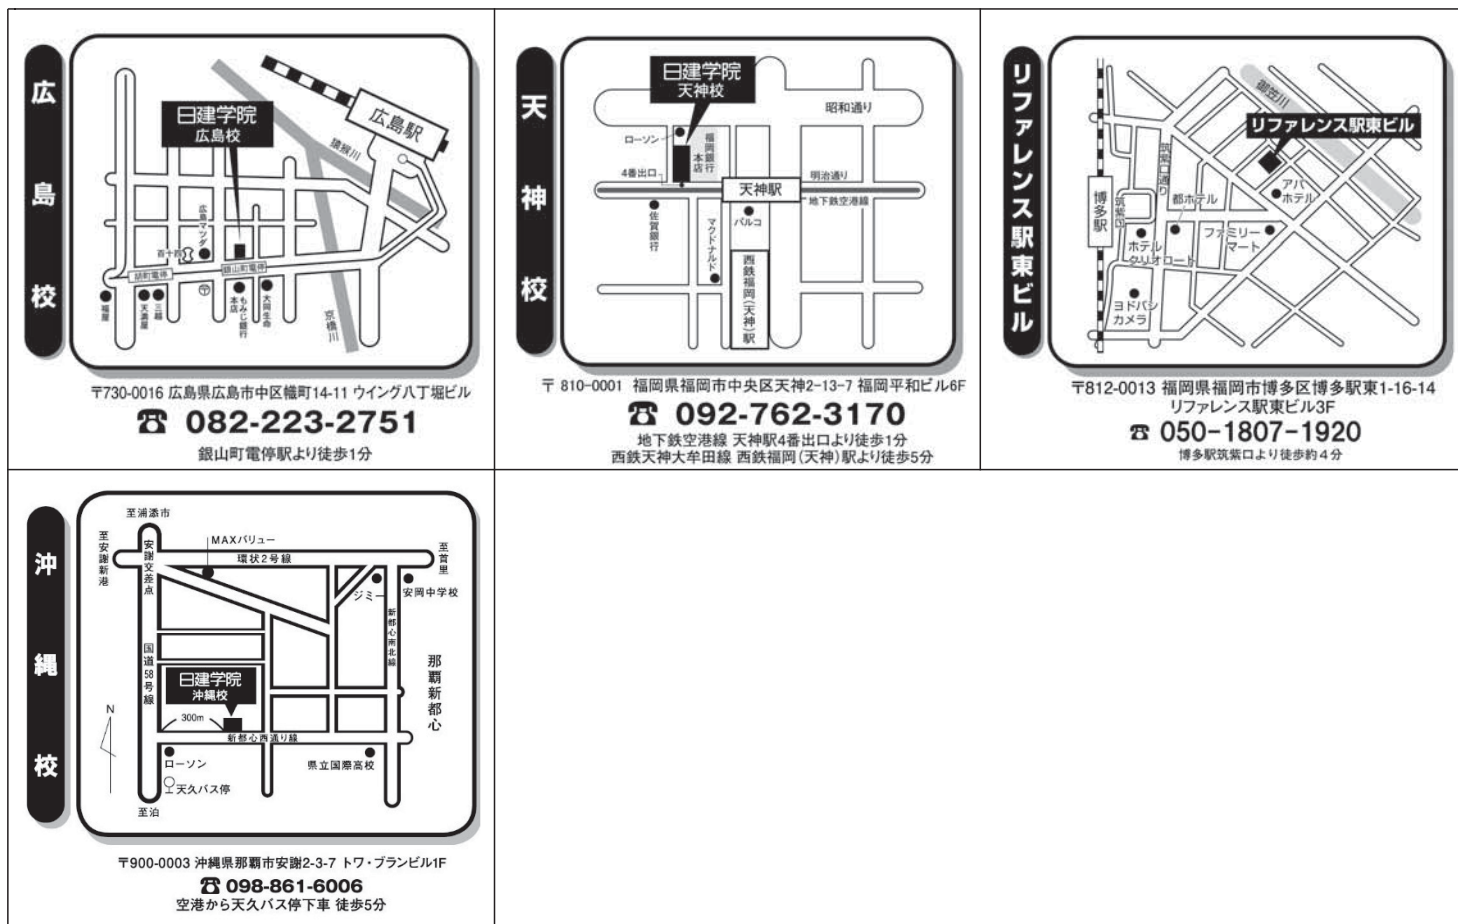 広島校
日建学院
広島校
広島駅
猿猴川
広島マツダ
百十四
胡町電停
銀山町電停
福屋
天満屋
三越
もみじ銀行
本店
大同生命
京橋川
〒730-0016 広島県広島市中区幟町14-11 ウイング八丁堀ビル
☎ 082-223-2751
銀山町電停駅より徒歩1分
天神校
日建学院
天神校
昭和通り
ローソン
福岡銀行
本店
4番出口
天神駅
明治通り
地下鉄空港線
佐賀銀行
マクドナルド
パルコ
西鉄福岡(天神)駅
〒810-0001 福岡県福岡市中央区天神2-13-7 福岡平和ビル6F
☎ 092-762-3170
地下鉄空港線 天神駅4番出口より徒歩1分
西鉄天神大牟田線 西鉄福岡(天神)駅より徒歩5分
リファレンス駅東ビル
御笠川
リファレンス駅東ビル
筑紫口通り
アパ
ホテル
都ホテル
博多駅
筑紫口
ホテル
クリオコート
ファミリー
マート
ヨドバシ
カメラ
〒812-0013 福岡県福岡市博多区博多駅東1-16-14
リファレンス駅東ビル3F
☎ 050-1807-1920
博多駅筑紫口より徒歩約4分
沖縄校
至浦添市
至安謝新港
安謝交差点
MAXバリュー
環状2号線
至首里
ジミー
安岡中学校
新都心南北線
国道58号線
日建学院
沖縄校
那覇新都心
N
300m
新都心西通り線
ローソン
県立国際高校
天久バス停
至泊
〒900-0003 沖縄県那覇市安謝2-3-7 トワ・ブランビル1F
☎ 098-861-6006
空港から天久バス停下車 徒歩5分